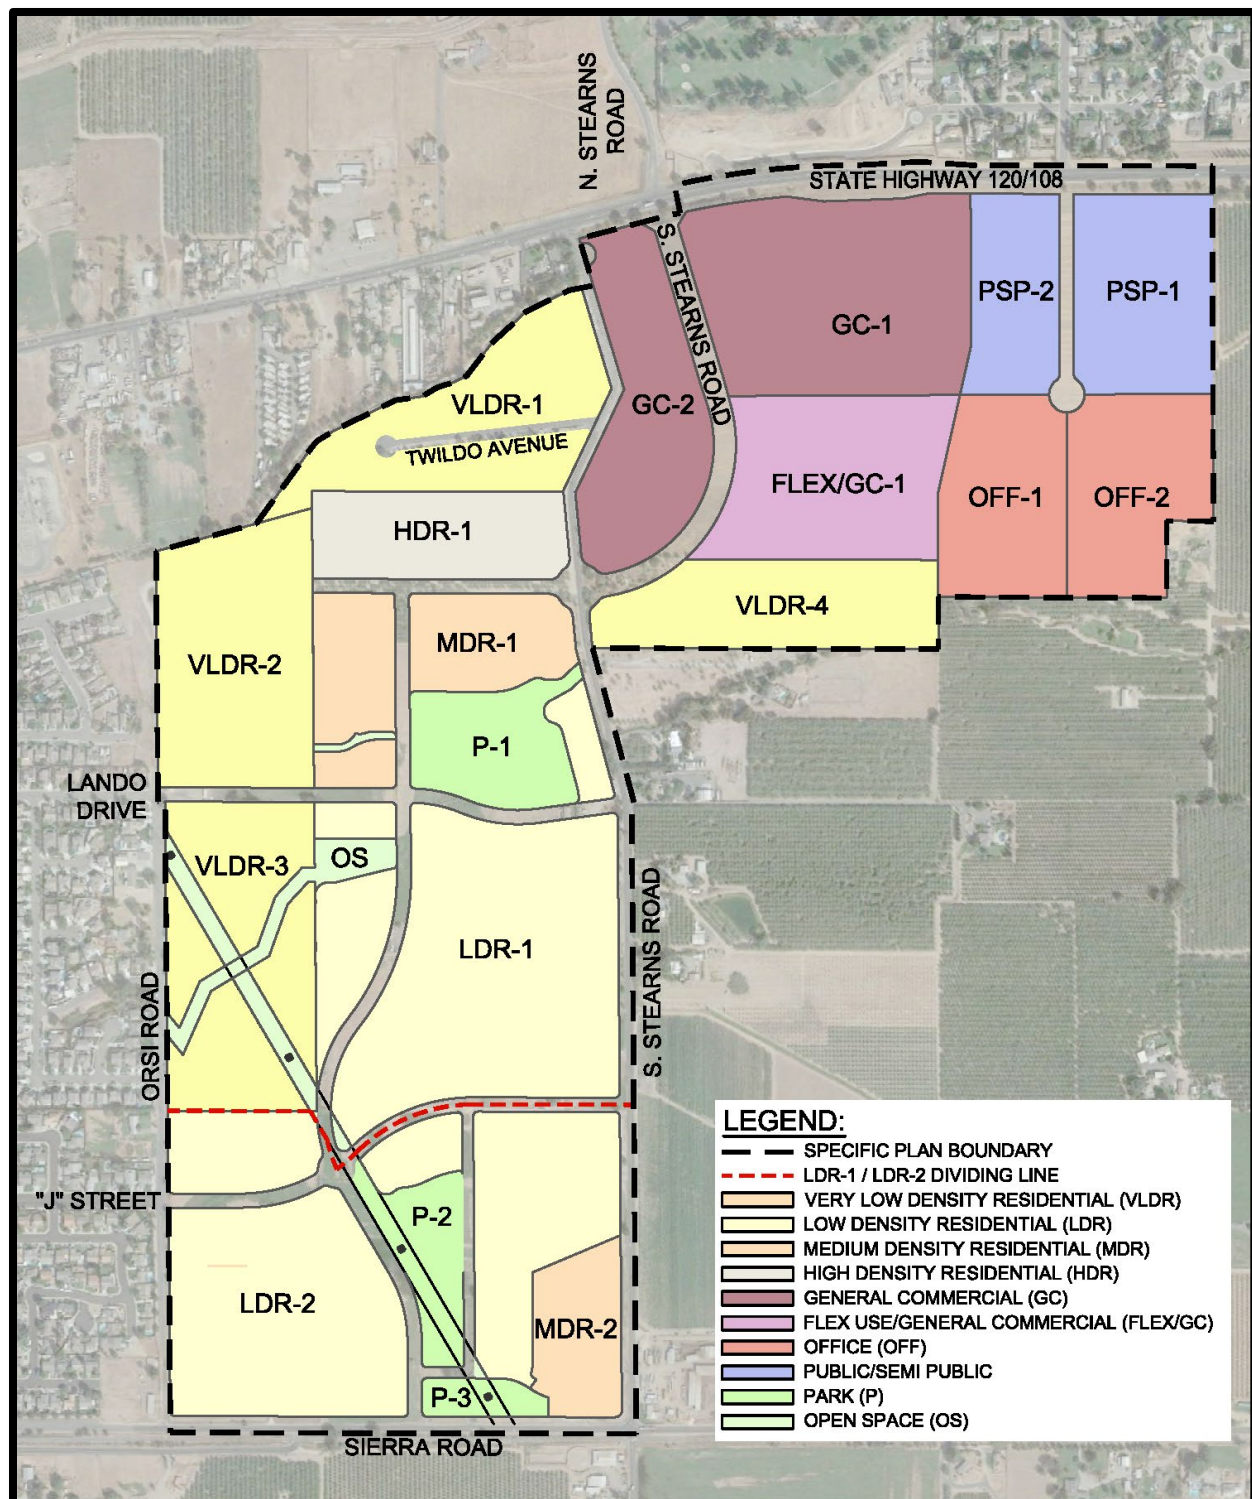 N. STEARNS
ROAD
STATE HIGHWAY 120/108
S. STEARNS ROAD
PSP-2
PSP-1
GC-1
VLDR-1
GC-2
TWILDO AVENUE
FLEX/GC-1
OFF-1
OFF-2
HDR-1
VLDR-4
MDR-1
VLDR-2
P-1
LANDO
DRIVE
VLDR-3
OS
LDR-1
ORSI ROAD
S. STEARNS ROAD
"J" STREET
P-2
LDR-2
MDR-2
P-3
SIERRA ROAD
LEGEND:
SPECIFIC PLAN BOUNDARY
LDR-1 / LDR-2 DIVIDING LINE
VERY LOW DENSITY RESIDENTIAL (VLDR)
LOW DENSITY RESIDENTIAL (LDR)
MEDIUM DENSITY RESIDENTIAL (MDR)
HIGH DENSITY RESIDENTIAL (HDR)
GENERAL COMMERCIAL (GC)
FLEX USE/GENERAL COMMERCIAL (FLEX/GC)
OFFICE (OFF)
PUBLIC/SEMI PUBLIC
PARK (P)
OPEN SPACE (OS)